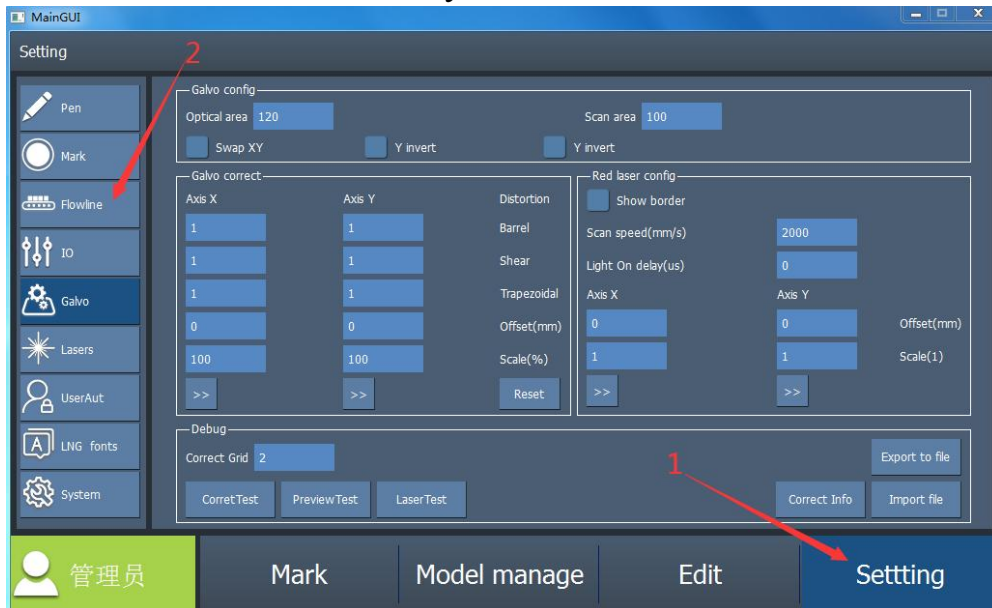 MainGUI
Setting
2
Pen
Mark
Flowline
IO
Galvo
Lasers
UserAut
LNG fonts
System
Galvo config
Optical area 120 Scan area 100
Swap XY Y invert Y invert
Galvo correct
Axis X Axis Y Distortion
1 1 Barrel
1 1 Shear
1 1 Trapezoidal
0 0 Offset(mm)
100 100 Scale(%)
>> >> Reset
Red laser config
Show border
Scan speed(mm/s) 2000
Light On delay(us) 0
Axis X Axis Y
0 0 Offset(mm)
1 1 Scale(1)
>> >>
Debug
Correct Grid 2 1 Export to file
CorretTest PreviewTest LaserTest Correct Info Import file
管理员 Mark Model manage Edit Settting